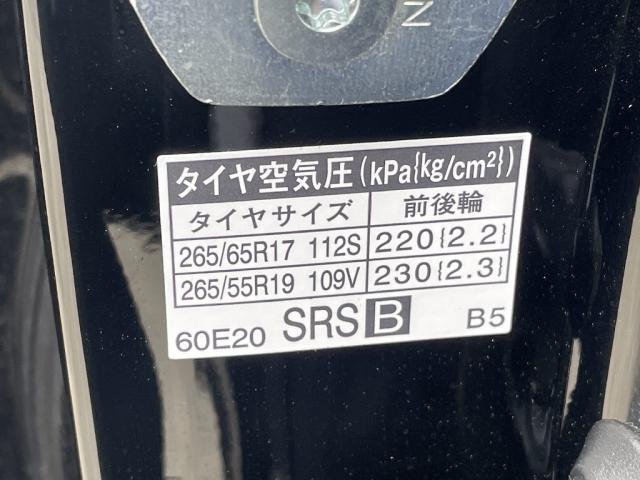 N
タイヤ空気圧(kPa{kg/cm²})
タイヤサイズ 前後輪
265/65R17 112S 220{2.2}
265/55R19 109V 230{2.3}
60E20 SRS B B5